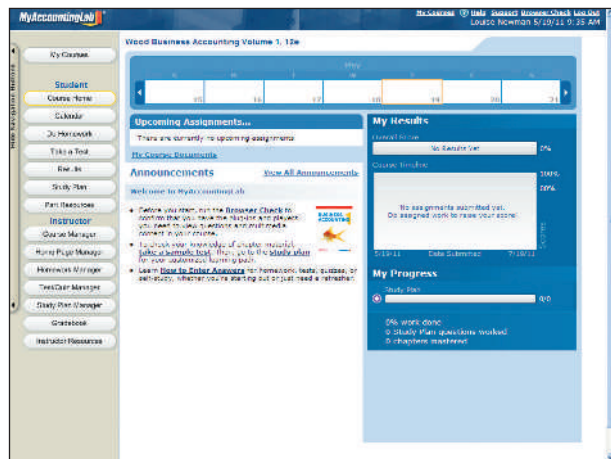 MyAccountingLab
My Courses Help Support Browser Check Log Out
Louise Newman 5/19/11 9:35 AM
Wood Business Accounting Volume 1, 12e
My Courses
Student
Course Home
Calendar
Do Homework
Take a Test
Results
Study Plan
Part Resources
Instructor
Course Manager
Home Page Manager
Homework Manager
Test/Quiz Manager
Study Plan Manager
Gradebook
Instructor Resources
May
15 16 17 18 19 20 21
Upcoming Assignments...
There are currently no upcoming assignments
My Course Documents
Announcements View All Announcements
Welcome to MyAccountingLab
Before you start, run the Browser Check to
confirm that you have the plug-ins and players
you need to view questions and multimedia
content in your course.
To check your knowledge of chapter material,
take a sample test. Then, go to the study plan
for your customized learning path.
Learn How to Enter Answers for homework, tests, quizzes, or
self-study, whether you're starting out or just need a refresher.
BUSINESS
ACCOUNTING
My Results
Overall Score
No Results Yet 0%
Course Timeline
100%
No assignments submitted yet.
Do assigned work to raise your score!
5/19/11 Date Submitted 7/19/11
My Progress
Study Plan
0/0
0% work done
0 Study Plan questions worked
0 chapters mastered